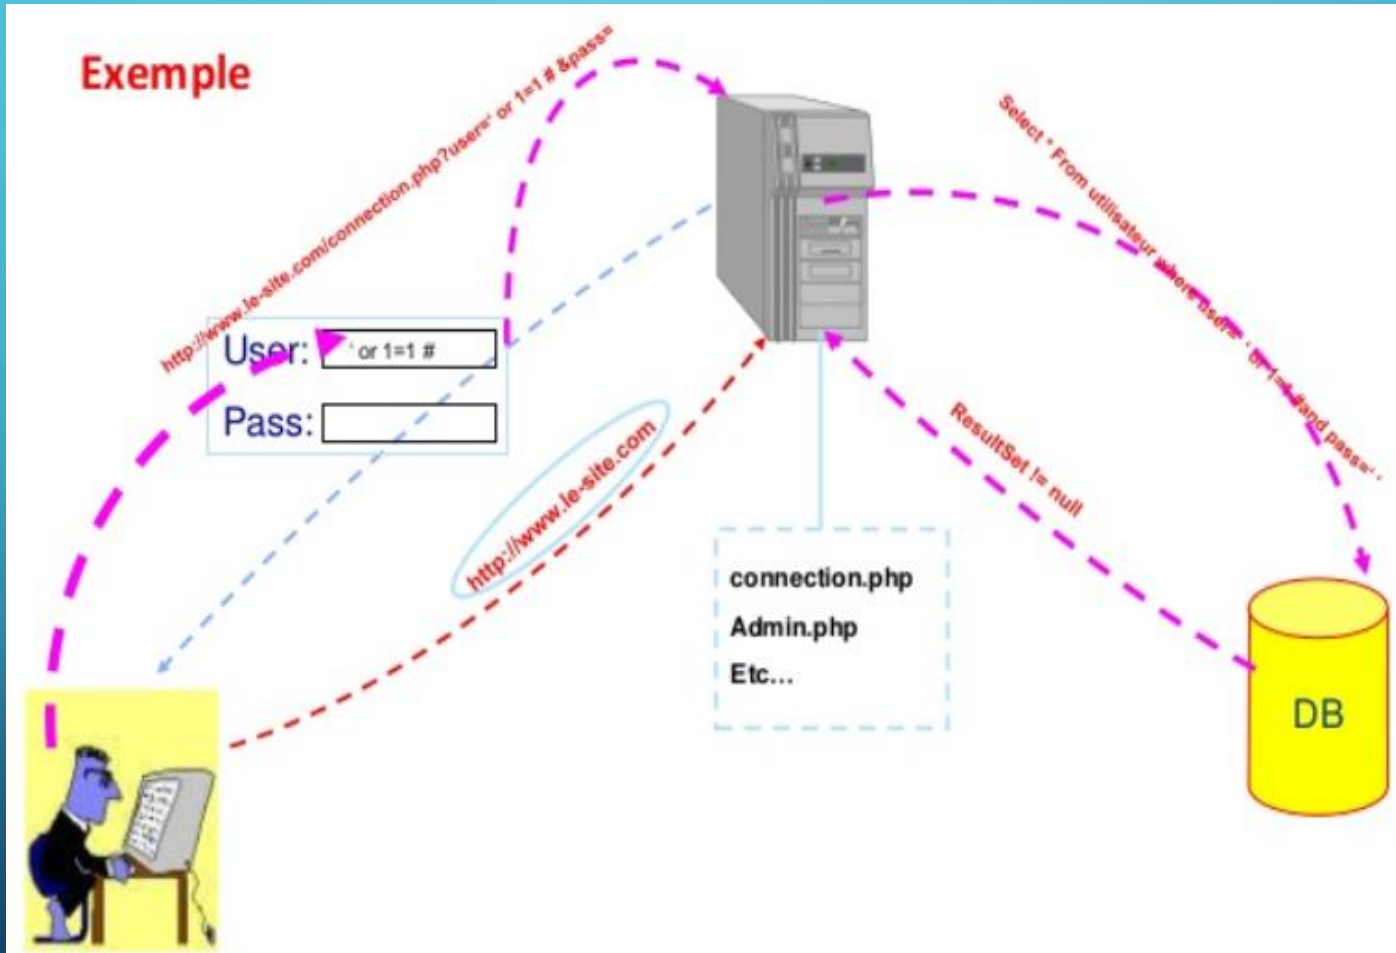 Exemple
http://www.le-site.com/connection.php?user=‘ or 1=1 # &pass=
Select * From utilisateur where user=‘ ‘ or 1=1 #and pass=‘ ‘
User: ‘ or 1=1 #
Pass:
http://www.le-site.com
ResultSet != null
connection.php
Admin.php
Etc...
DB